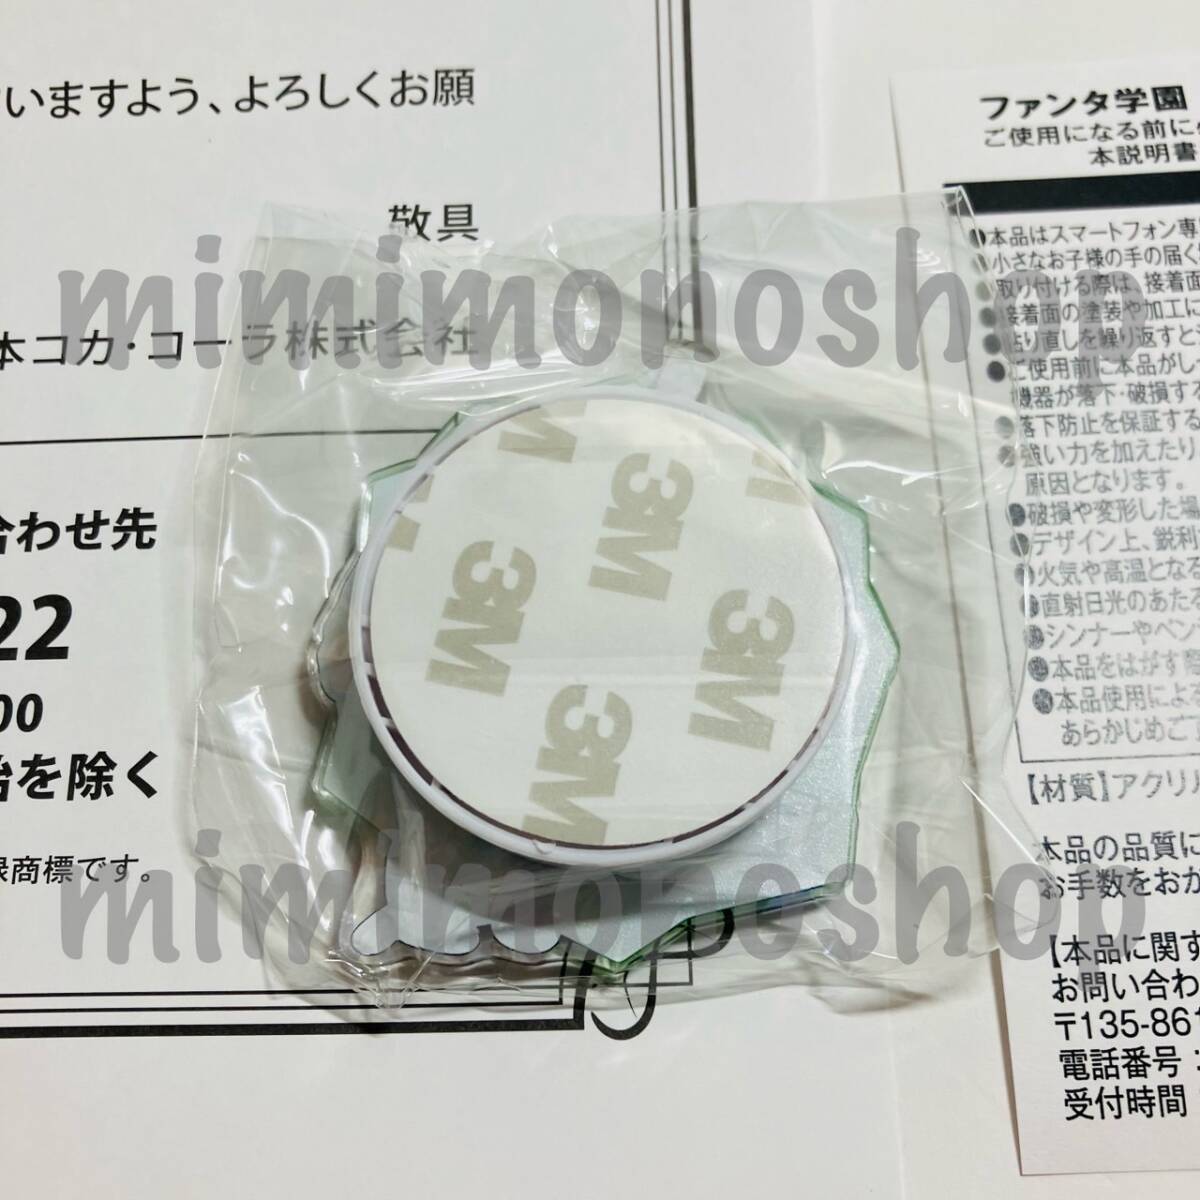 いますよう、よろしくお願
敬具
本コカ・コーラ株式会社
合わせ先
22
00
始を除く
録商標です。
mimimonoshop
mimimonoshop
3M
3M
3M
3M
ファンタ学園
ご使用になる前に
本説明書
●本品はスマートフォン専
小さなお子様の手の届く
取り付ける際は、接着面
●接着面の塗装や加工に
●貼り直しを繰り返すと
●ご使用前に本品がし
機器が落下・破損す
●落下防止を保証する
●強い力を加えたり
原因となります。
●破損や変形した場
●デザイン上、鋭利
●火気や高温となる
●直射日光のあたる
●シンナーやベン
●本品をはがす際
●本品使用による
あらかじめご了
【材質】アクリル
本品の品質に
お手数をおか
【本品に関す
お問い合わ
〒135-861
電話番号：
受付時間